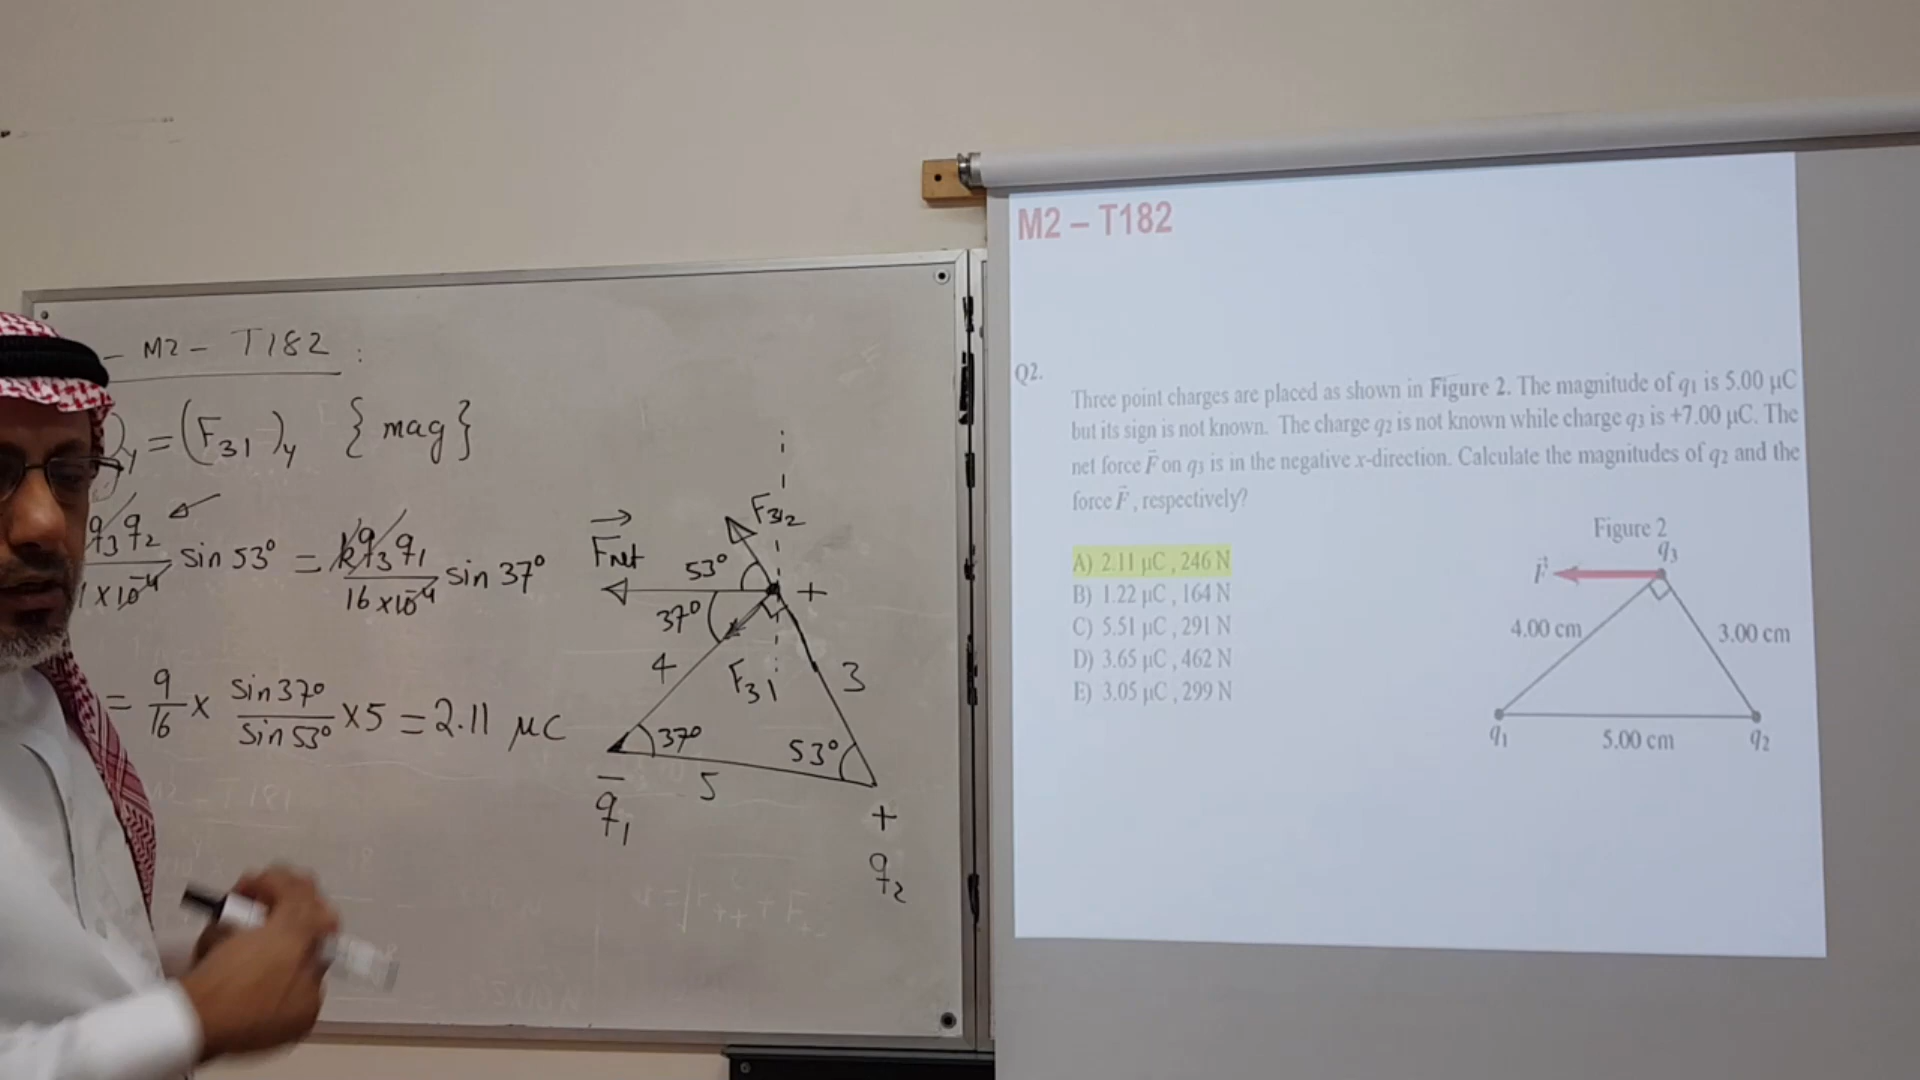 – M2 – T182 :
)y = (F31)y {mag}
q3 q2 sin 53° = k q3 q1 sin 37°
1 × 10⁻⁴ 16 × 10⁻⁴
= 9/16 × sin 37°/sin 53° × 5 = 2.11 μC
F32
Fnet
53°
+
37°
4
F31
3
37°
53°
5
–
q1
+
q2
M2 – T182
Q2.
Three point charges are placed as shown in Figure 2. The magnitude of q1 is 5.00 μC
but its sign is not known. The charge q2 is not known while charge q3 is +7.00 μC. The
net force F⃗ on q3 is in the negative x-direction. Calculate the magnitudes of q2 and the
force F⃗ , respectively?
A) 2.11 μC , 246 N
B) 1.22 μC , 164 N
C) 5.51 μC , 291 N
D) 3.65 μC , 462 N
E) 3.05 μC , 299 N
Figure 2
q3
F⃗
4.00 cm
3.00 cm
q1
5.00 cm
q2